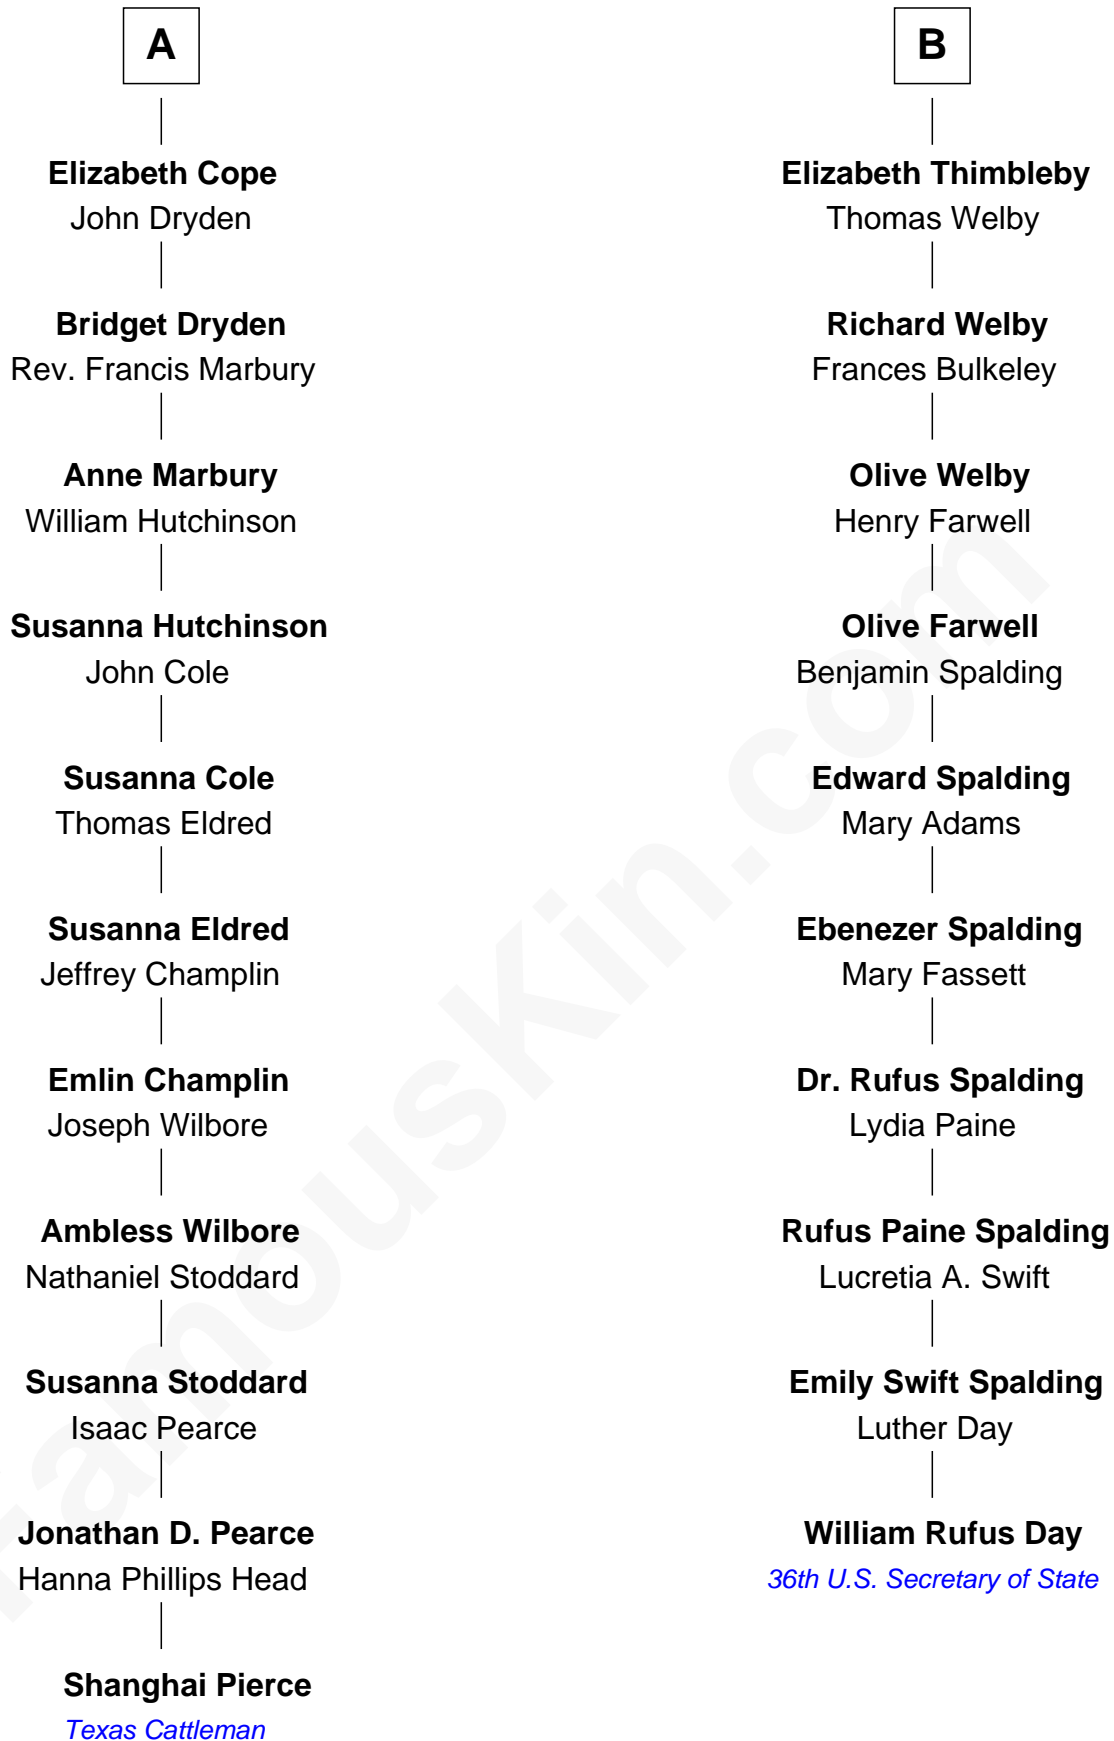 A
Elizabeth Cope
John Dryden
Bridget Dryden
Rev. Francis Marbury
Anne Marbury
William Hutchinson
Susanna Hutchinson
John Cole
Susanna Cole
Thomas Eldred
Susanna Eldred
Jeffrey Champlin
Emlin Champlin
Joseph Wilbore
Ambless Wilbore
Nathaniel Stoddard
Susanna Stoddard
Isaac Pearce
Jonathan D. Pearce
Hanna Phillips Head
Shanghai Pierce
Texas Cattleman
B
Elizabeth Thimbleby
Thomas Welby
Richard Welby
Frances Bulkeley
Olive Welby
Henry Farwell
Olive Farwell
Benjamin Spalding
Edward Spalding
Mary Adams
Ebenezer Spalding
Mary Fassett
Dr. Rufus Spalding
Lydia Paine
Rufus Paine Spalding
Lucretia A. Swift
Emily Swift Spalding
Luther Day
William Rufus Day
36th U.S. Secretary of State
FamousKin.com